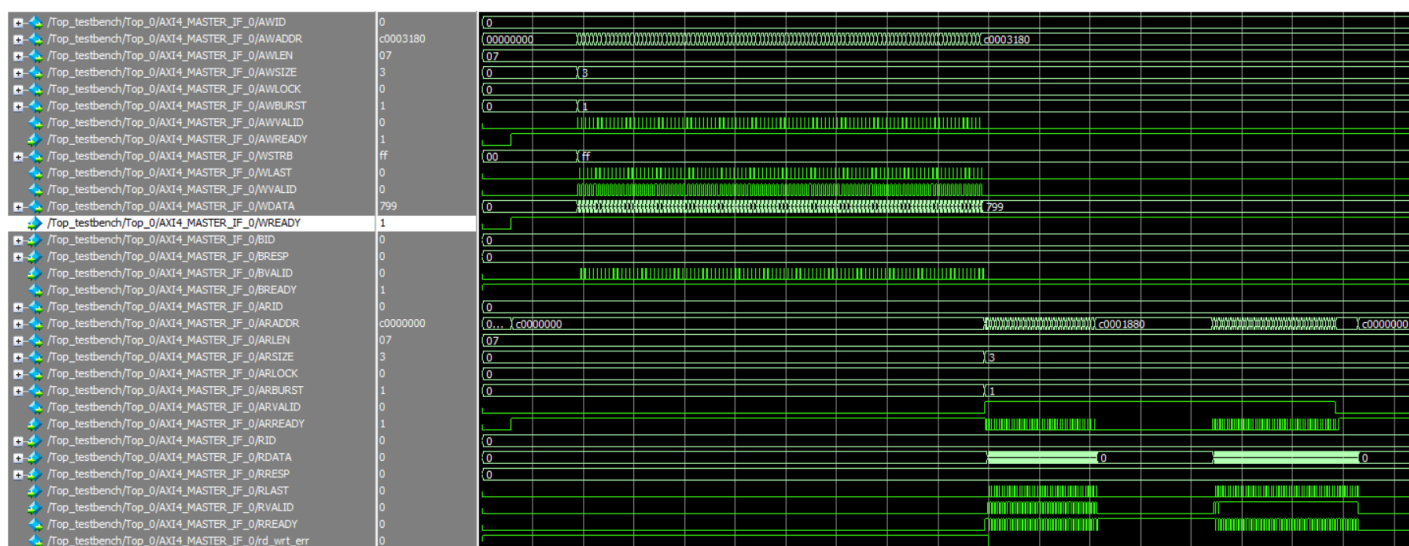 /Top_testbench/Top_0/AXI4_MASTER_IF_0/AWID 0 0
/Top_testbench/Top_0/AXI4_MASTER_IF_0/AWADDR c0003180 00000000 c0003180
/Top_testbench/Top_0/AXI4_MASTER_IF_0/AWLEN 07 07
/Top_testbench/Top_0/AXI4_MASTER_IF_0/AWSIZE 3 0 3
/Top_testbench/Top_0/AXI4_MASTER_IF_0/AWLOCK 0 0
/Top_testbench/Top_0/AXI4_MASTER_IF_0/AWBURST 1 0 1
/Top_testbench/Top_0/AXI4_MASTER_IF_0/AWVALID 0
/Top_testbench/Top_0/AXI4_MASTER_IF_0/AWREADY 1
/Top_testbench/Top_0/AXI4_MASTER_IF_0/WSTRB ff 00 ff
/Top_testbench/Top_0/AXI4_MASTER_IF_0/WLAST 0
/Top_testbench/Top_0/AXI4_MASTER_IF_0/WVALID 0
/Top_testbench/Top_0/AXI4_MASTER_IF_0/WDATA 799 0 799
/Top_testbench/Top_0/AXI4_MASTER_IF_0/WREADY 1
/Top_testbench/Top_0/AXI4_MASTER_IF_0/BID 0 0
/Top_testbench/Top_0/AXI4_MASTER_IF_0/BRESP 0 0
/Top_testbench/Top_0/AXI4_MASTER_IF_0/BVALID 0
/Top_testbench/Top_0/AXI4_MASTER_IF_0/BREADY 1
/Top_testbench/Top_0/AXI4_MASTER_IF_0/ARID 0 0
/Top_testbench/Top_0/AXI4_MASTER_IF_0/ARADDR c0000000 0... c0000000 c0001880 c0000000
/Top_testbench/Top_0/AXI4_MASTER_IF_0/ARLEN 07 07
/Top_testbench/Top_0/AXI4_MASTER_IF_0/ARSIZE 3 0 3
/Top_testbench/Top_0/AXI4_MASTER_IF_0/ARLOCK 0 0
/Top_testbench/Top_0/AXI4_MASTER_IF_0/ARBURST 1 0 1
/Top_testbench/Top_0/AXI4_MASTER_IF_0/ARVALID 0
/Top_testbench/Top_0/AXI4_MASTER_IF_0/ARREADY 1
/Top_testbench/Top_0/AXI4_MASTER_IF_0/RID 0 0
/Top_testbench/Top_0/AXI4_MASTER_IF_0/RDATA 0 0 0 0
/Top_testbench/Top_0/AXI4_MASTER_IF_0/RRESP 0 0
/Top_testbench/Top_0/AXI4_MASTER_IF_0/RLAST 0
/Top_testbench/Top_0/AXI4_MASTER_IF_0/RVALID 0
/Top_testbench/Top_0/AXI4_MASTER_IF_0/RREADY 0
/Top_testbench/Top_0/AXI4_MASTER_IF_0/rd_wrt_err 0